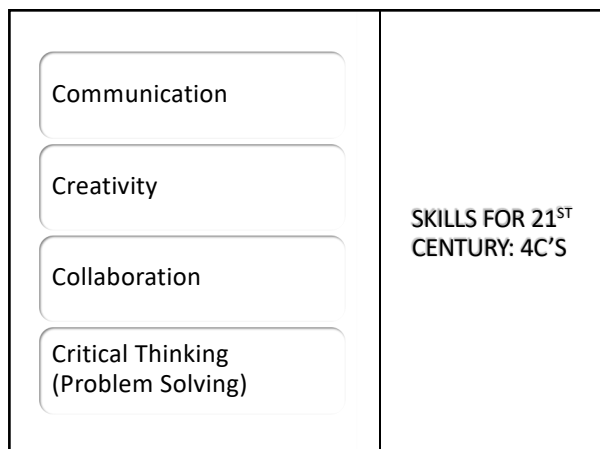 Communication
Creativity
Collaboration
Critical Thinking
(Problem Solving)
SKILLS FOR 21ST
CENTURY: 4C’S